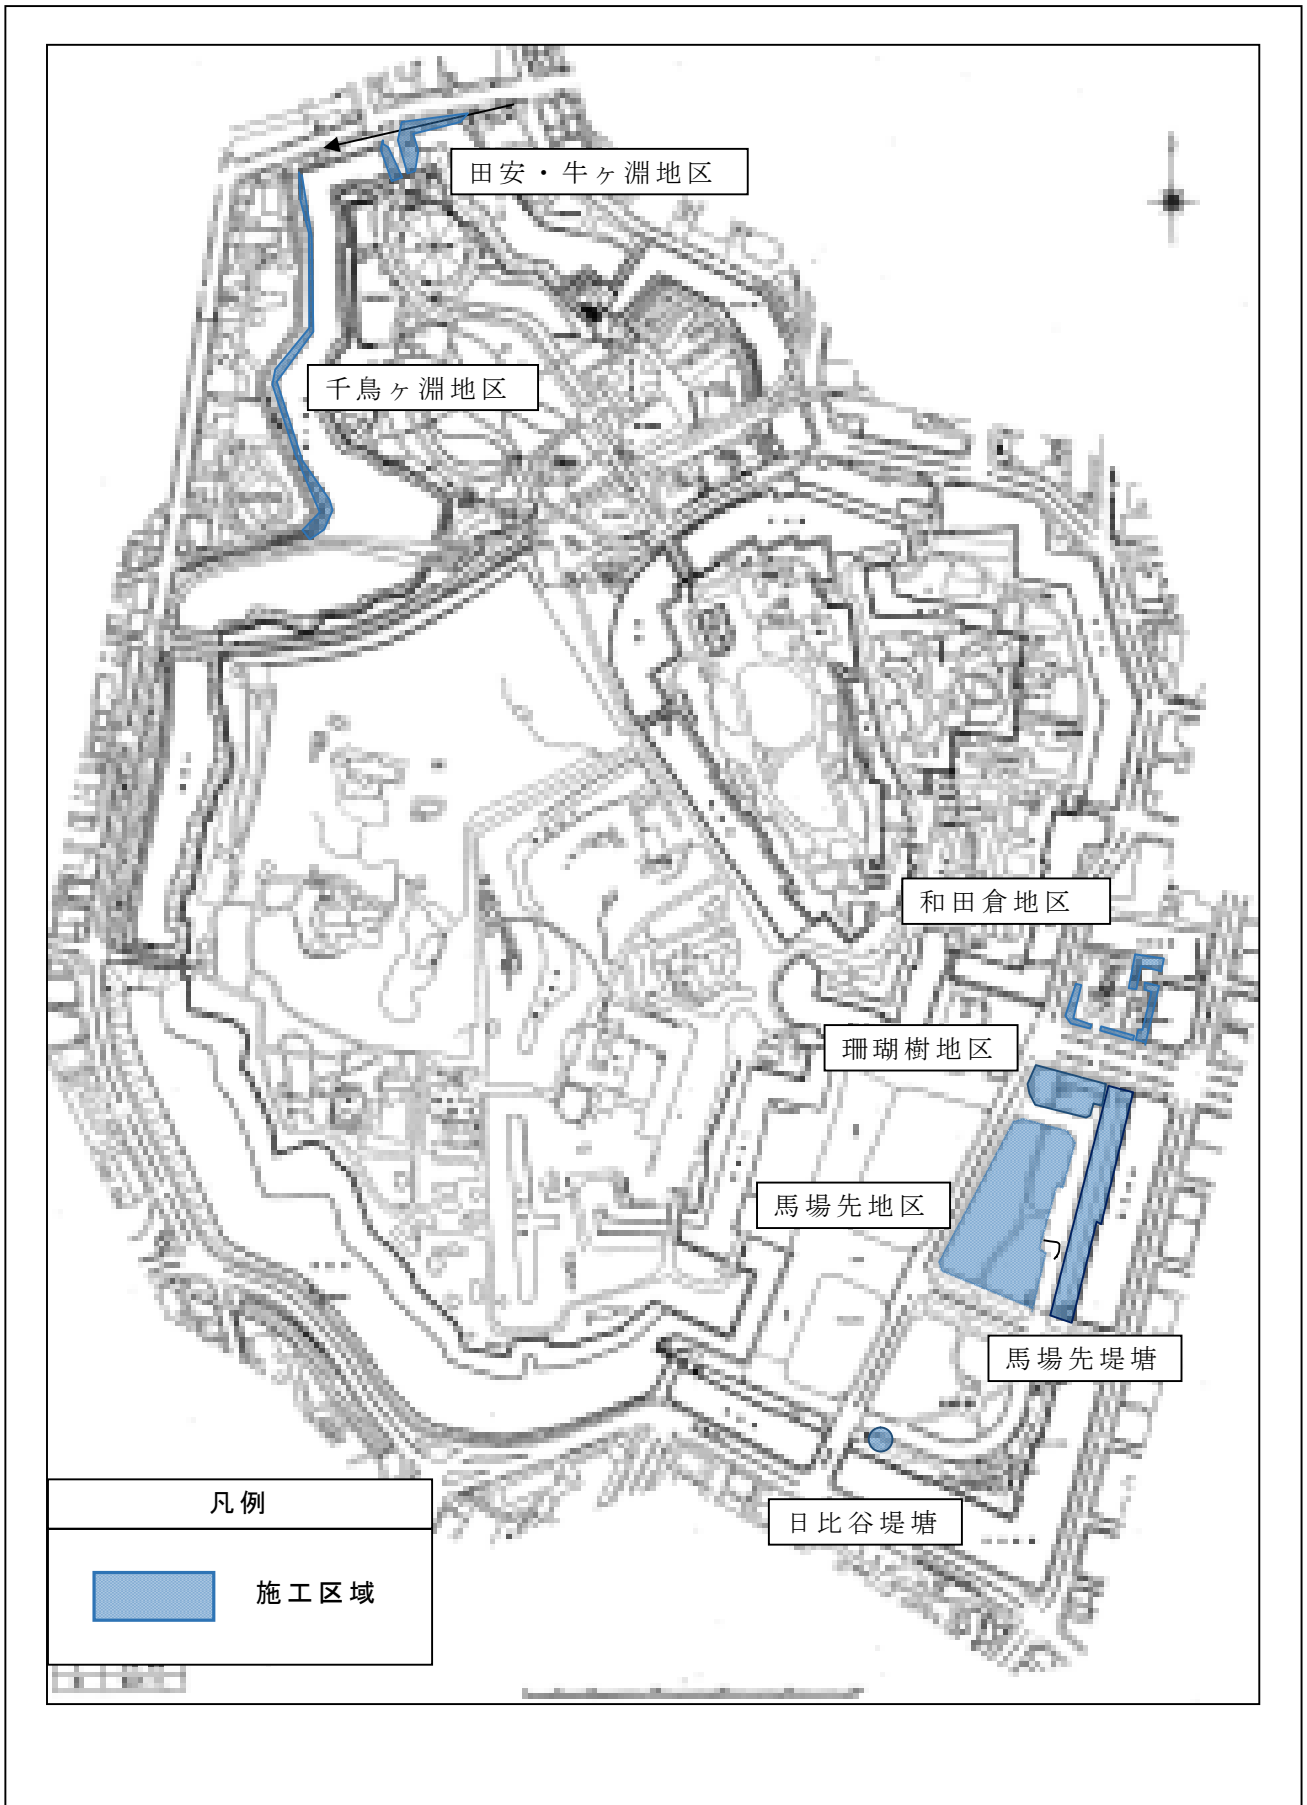 田安・牛ヶ淵地区
千鳥ヶ淵地区
和田倉地区
珊瑚樹地区
馬場先地区
馬場先堤塘
日比谷堤塘
凡例
施工区域